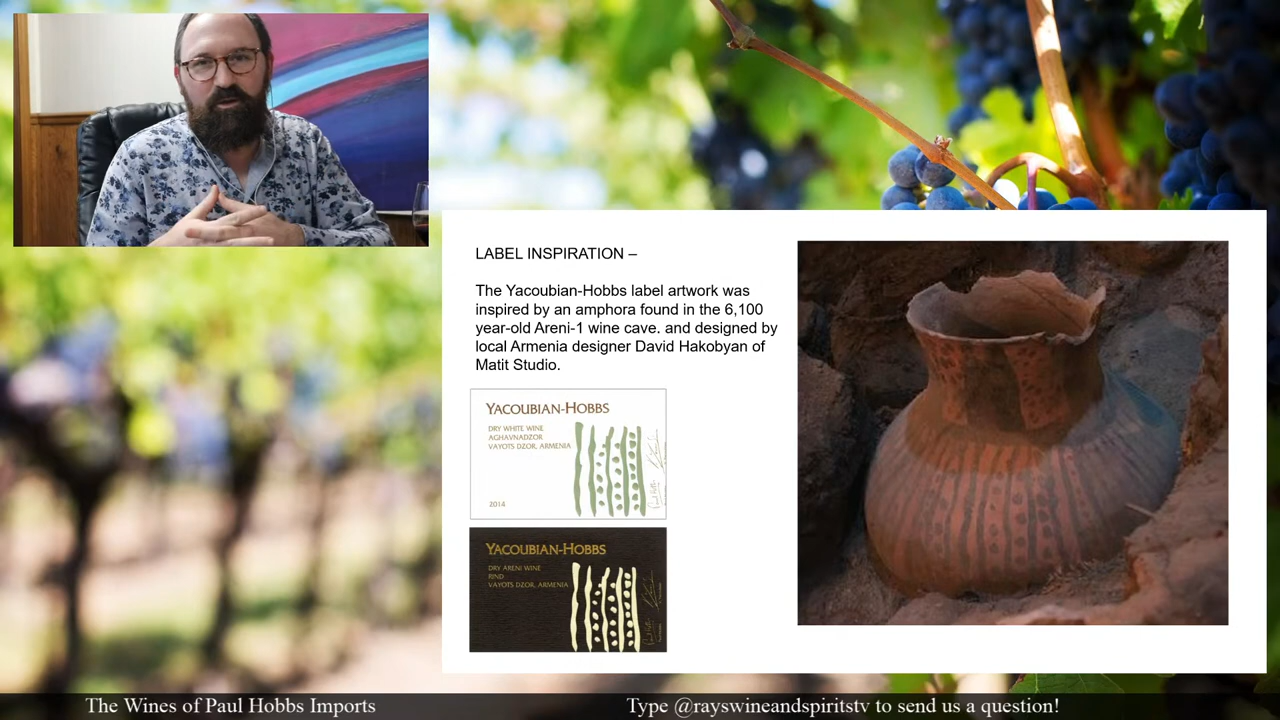 LABEL INSPIRATION –
The Yacoubian-Hobbs label artwork was
inspired by an amphora found in the 6,100
year-old Areni-1 wine cave. and designed by
local Armenia designer David Hakobyan of
Matit Studio.
YACOUBIAN-HOBBS
DRY WHITE WINE
AGHAVNADZOR
VAYOTS DZOR, ARMENIA
2014
YACOUBIAN-HOBBS
DRY ARENI WINE
RIND
VAYOTS DZOR, ARMENIA
The Wines of Paul Hobbs Imports
Type @rayswineandspiritstv to send us a question!